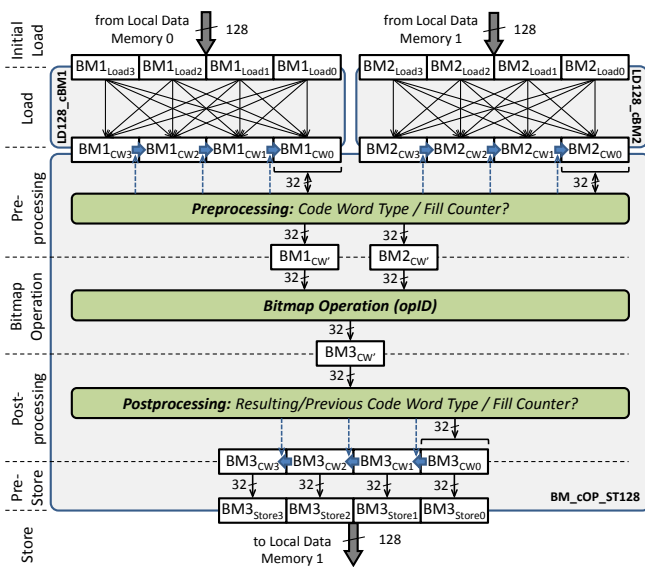 Initial
Load
from Local Data
Memory 0
128
from Local Data
Memory 1
128
BM1Load3 BM1Load2 BM1Load1 BM1Load0
BM2Load3 BM2Load2 BM2Load1 BM2Load0
Load
LD128_cBM1
LD128_cBM2
BM1CW3 BM1CW2 BM1CW1 BM1CW0
BM2CW3 BM2CW2 BM2CW1 BM2CW0
Pre-
processing
32
32
Preprocessing: Code Word Type / Fill Counter?
32
32
BM1CW' BM2CW'
Bitmap
Operation
32
32
Bitmap Operation (opID)
32
BM3CW'
Post-
processing
32
Postprocessing: Resulting/Previous Code Word Type / Fill Counter?
32
BM3CW3 BM3CW2 BM3CW1 BM3CW0
Pre-
Store
32 32 32 32
BM_cOP_ST128
BM3Store3 BM3Store2 BM3Store1 BM3Store0
Store
to Local Data
Memory 1
128